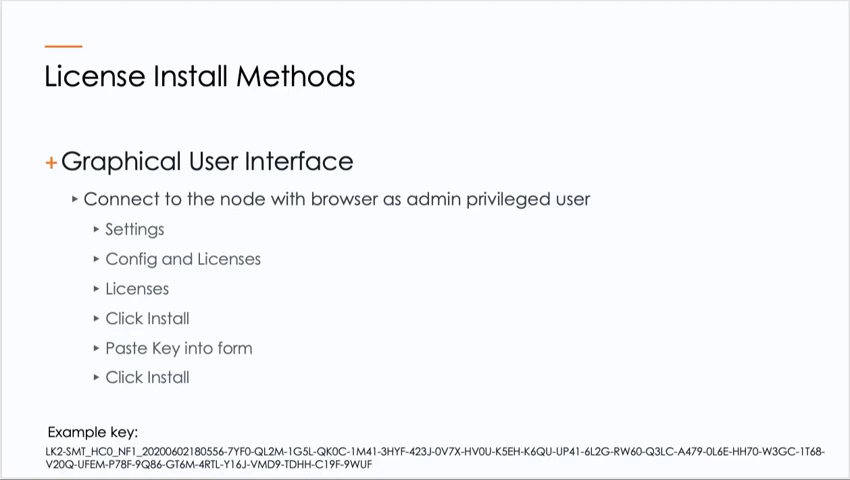 License Install Methods
+ Graphical User Interface
‣ Connect to the node with browser as admin privileged user
‣ Settings
‣ Config and Licenses
‣ Licenses
‣ Click Install
‣ Paste Key into form
‣ Click Install
Example key:
LK2-SMT_HC0_NF1_20200602180556-7YF0-QL2M-1G5L-QK0C-1M41-3HYF-423J-0V7X-HV0U-K5EH-K6QU-UP41-6L2G-RW60-Q3LC-A479-0L6E-HH70-W3GC-1T68-
V20Q-UFEM-P78F-9Q86-GT6M-4RTL-Y16J-VMD9-TDHH-C19F-9WUF